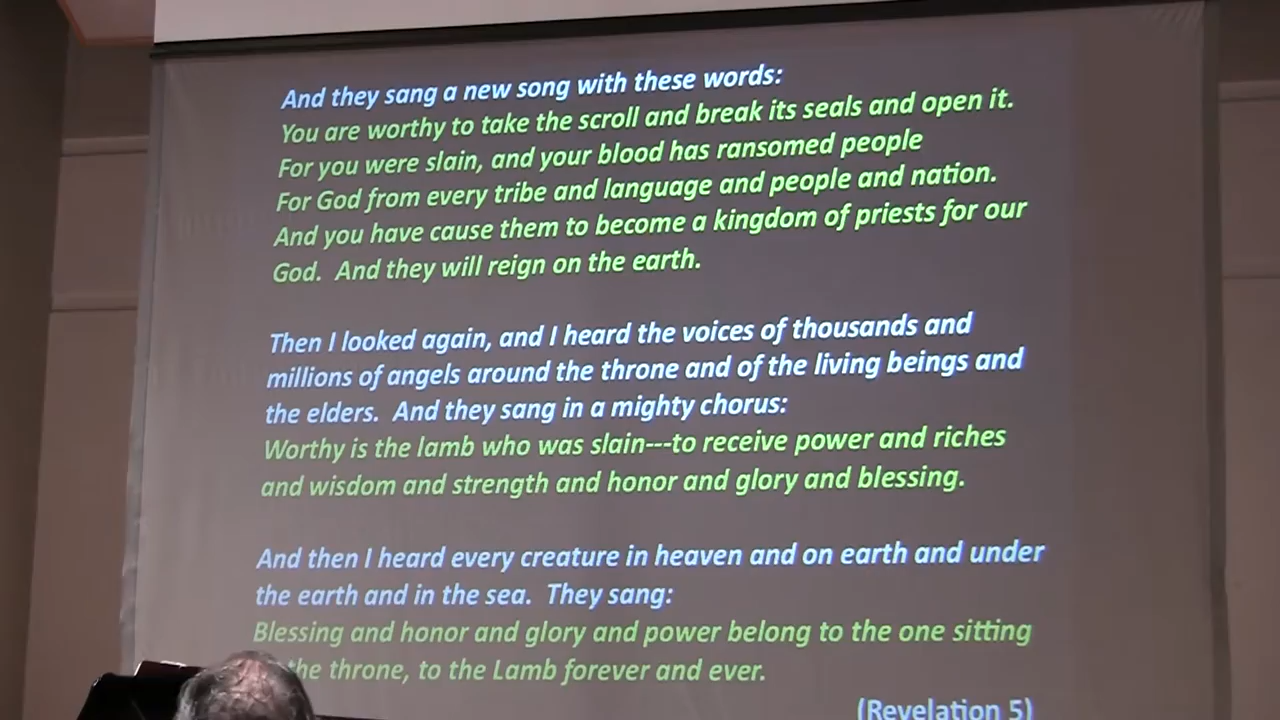 And they sang a new song with these words:
You are worthy to take the scroll and break its seals and open it.
For you were slain, and your blood has ransomed people
For God from every tribe and language and people and nation.
And you have cause them to become a kingdom of priests for our
God.  And they will reign on the earth.
Then I looked again, and I heard the voices of thousands and
millions of angels around the throne and of the living beings and
the elders.  And they sang in a mighty chorus:
Worthy is the lamb who was slain---to receive power and riches
and wisdom and strength and honor and glory and blessing.
And then I heard every creature in heaven and on earth and under
the earth and in the sea.  They sang:
Blessing and honor and glory and power belong to the one sitting
the throne, to the Lamb forever and ever.
(Revelation 5)